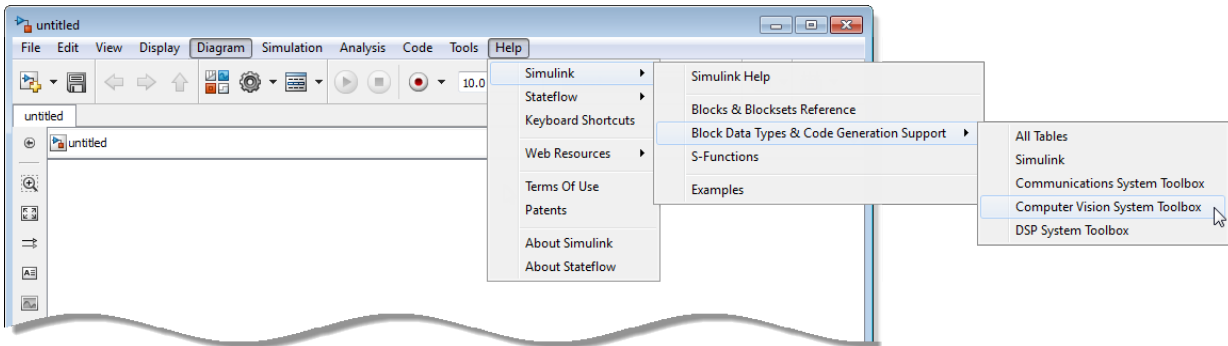 untitled
File Edit View Display Diagram Simulation Analysis Code Tools Help
10.0
untitled
untitled
Simulink
Stateflow
Keyboard Shortcuts
Web Resources
Terms Of Use
Patents
About Simulink
About Stateflow
Simulink Help
Blocks & Blocksets Reference
Block Data Types & Code Generation Support
S-Functions
Examples
All Tables
Simulink
Communications System Toolbox
Computer Vision System Toolbox
DSP System Toolbox